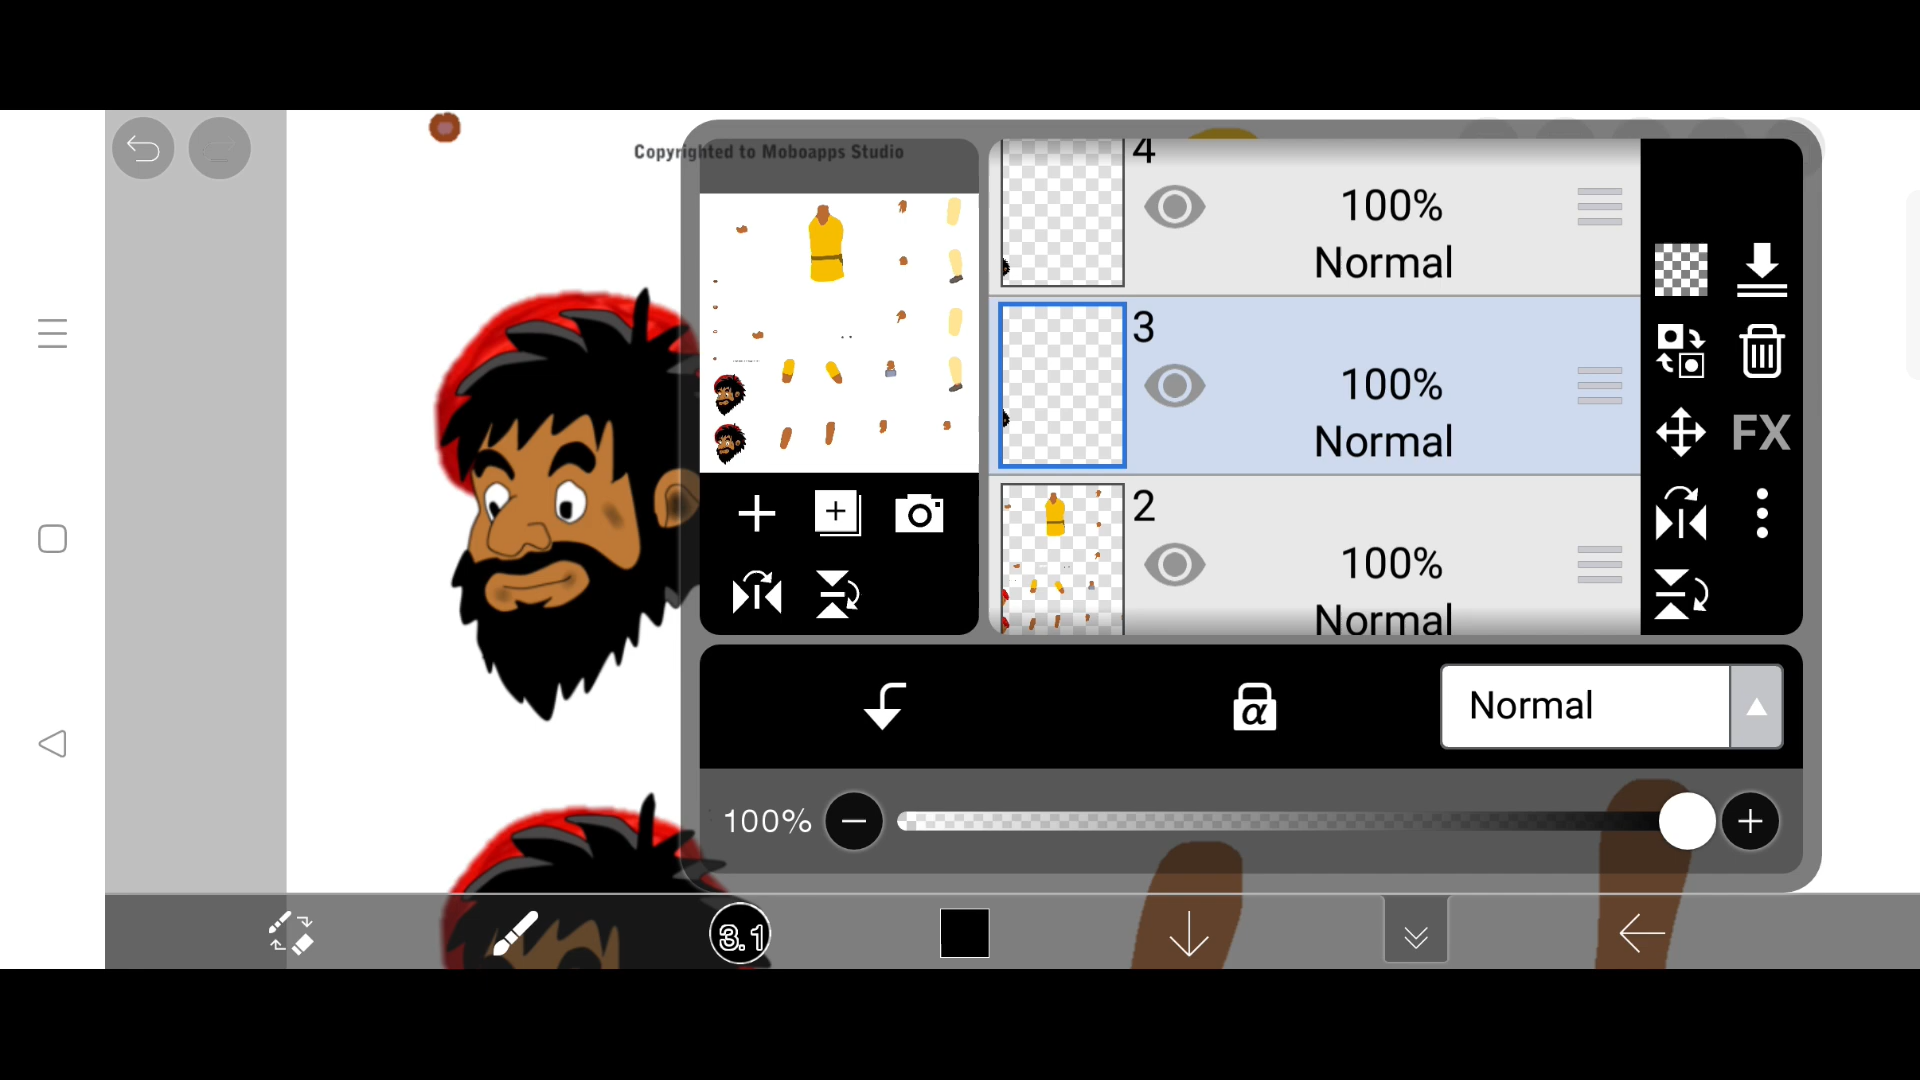 Copyrighted to Moboapps Studio
4
100%
Normal
3
100%
Normal
2
100%
Normal
FX
α
Normal
100%
3.1